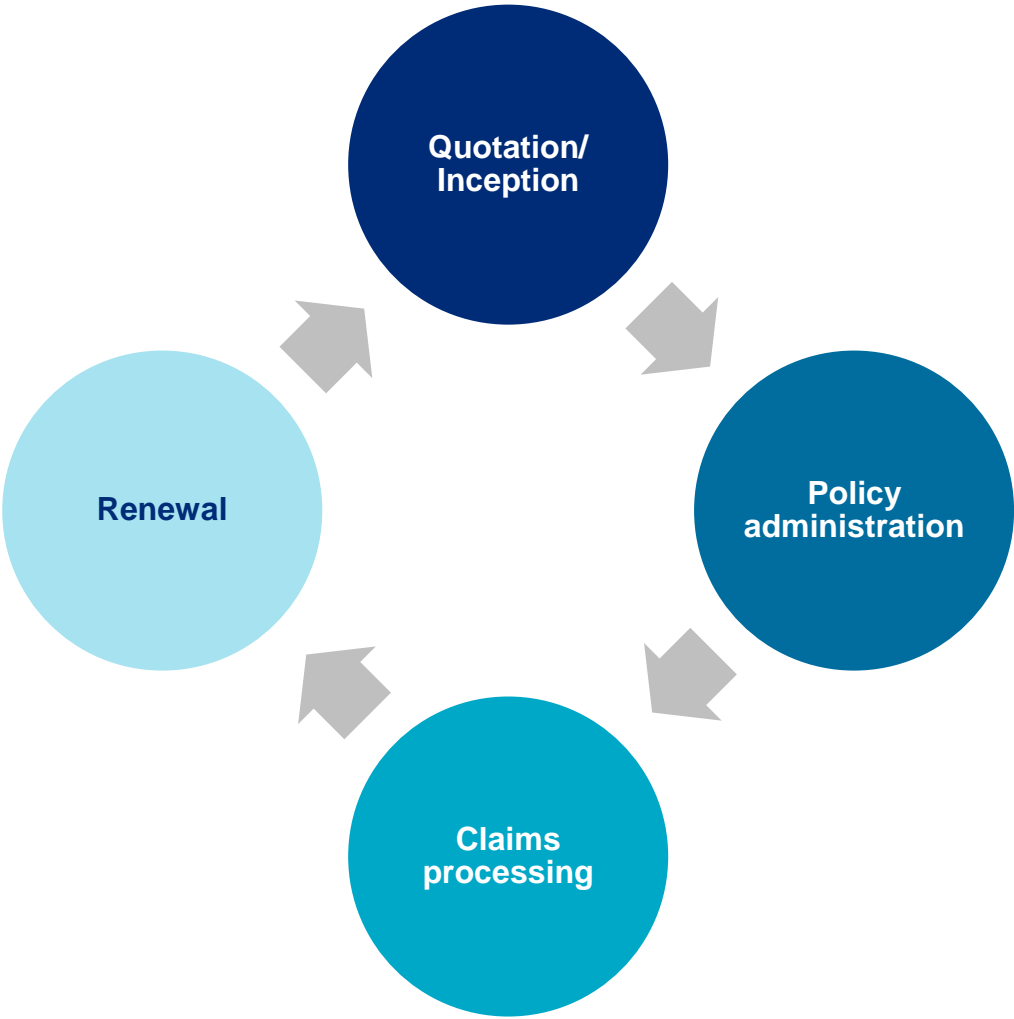 Quotation/
Inception
Policy
administration
Claims
processing
Renewal